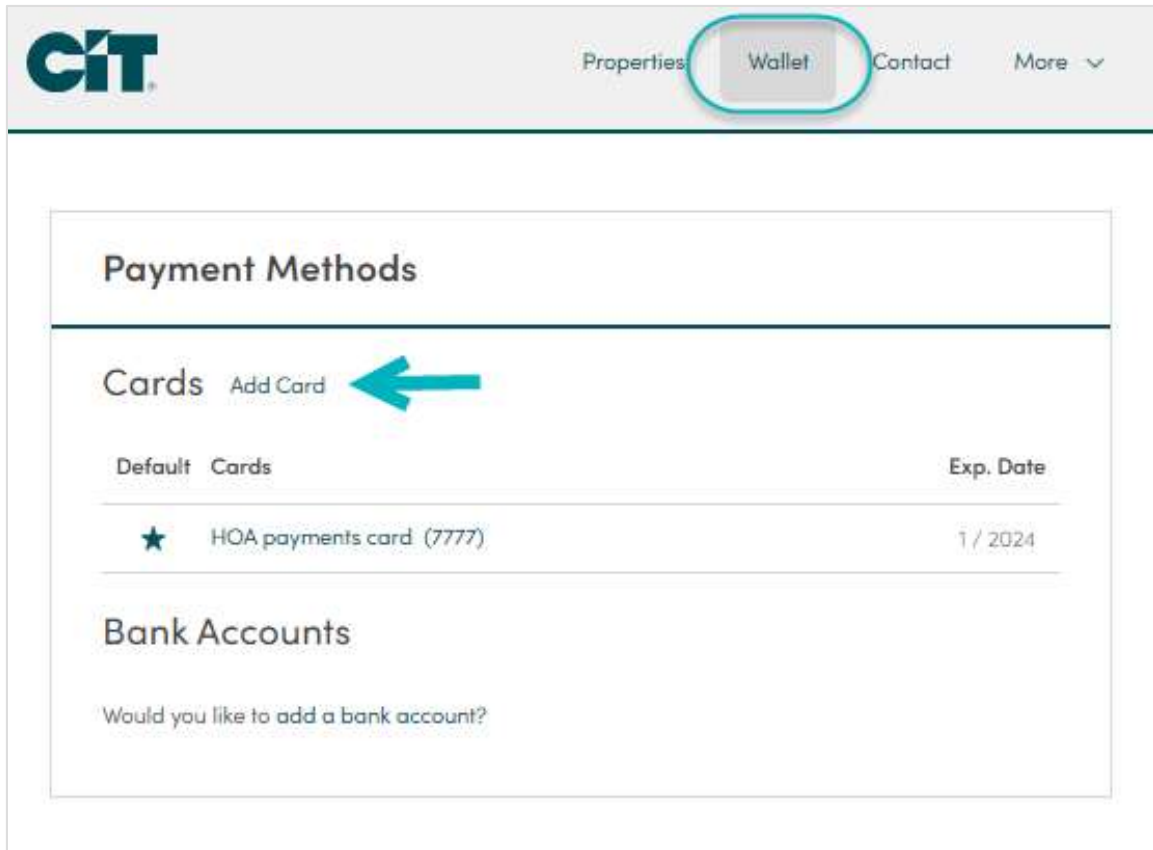 CIT
Properties Wallet Contact More
Payment Methods
Cards Add Card
Default Cards Exp. Date
HOA payments card (7777) 1 / 2024
Bank Accounts
Would you like to add a bank account?